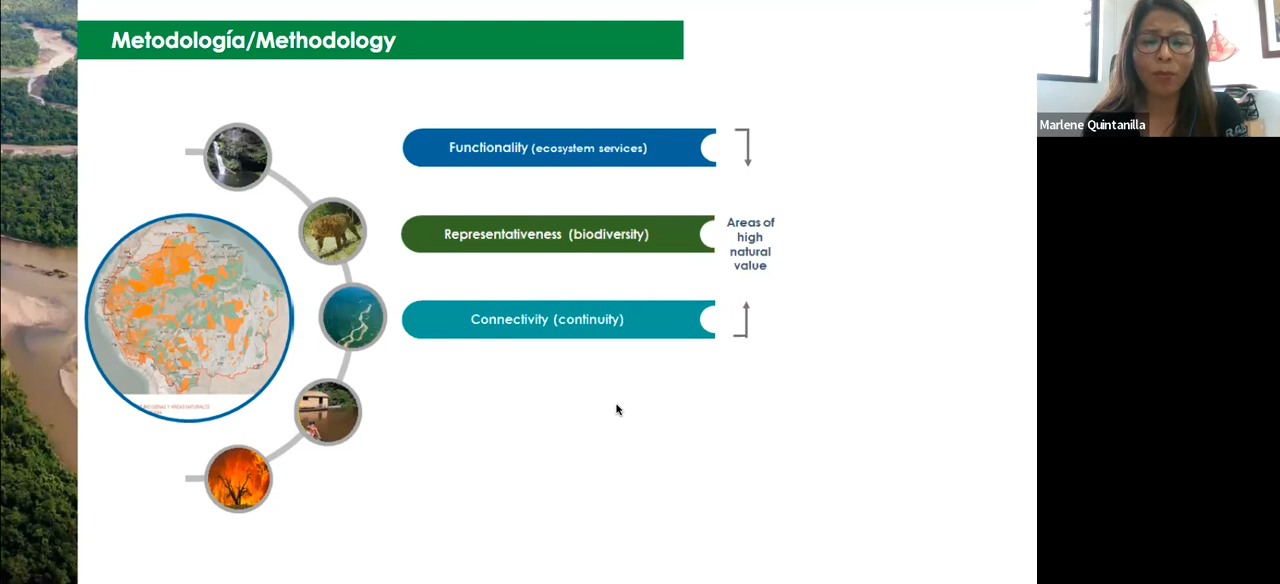 Metodología/Methodology
Marlene Quintanilla
Functionality (ecosystem services)
Representativeness (biodiversity)
Areas of
high
natural
value
Connectivity (continuity)